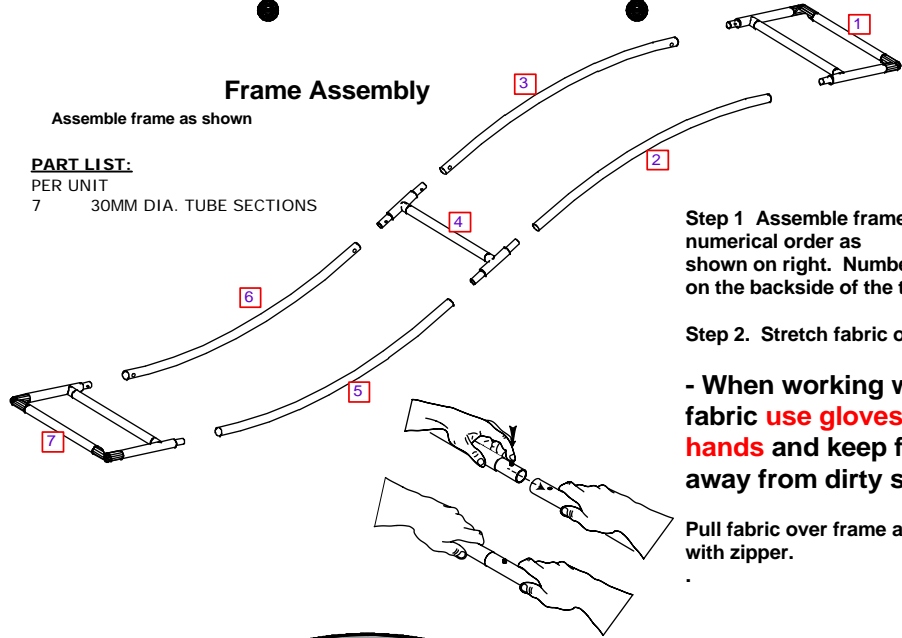 Frame Assembly
Assemble frame as shown
PART LIST:
PER UNIT
7 30MM DIA. TUBE SECTIONS
1
3
2
4
6
5
7
Step 1 Assemble frame
numerical order as
shown on right. Numbe
on the backside of the t
Step 2. Stretch fabric o
- When working w
fabric use gloves
hands and keep f
away from dirty s
Pull fabric over frame a
with zipper.
.